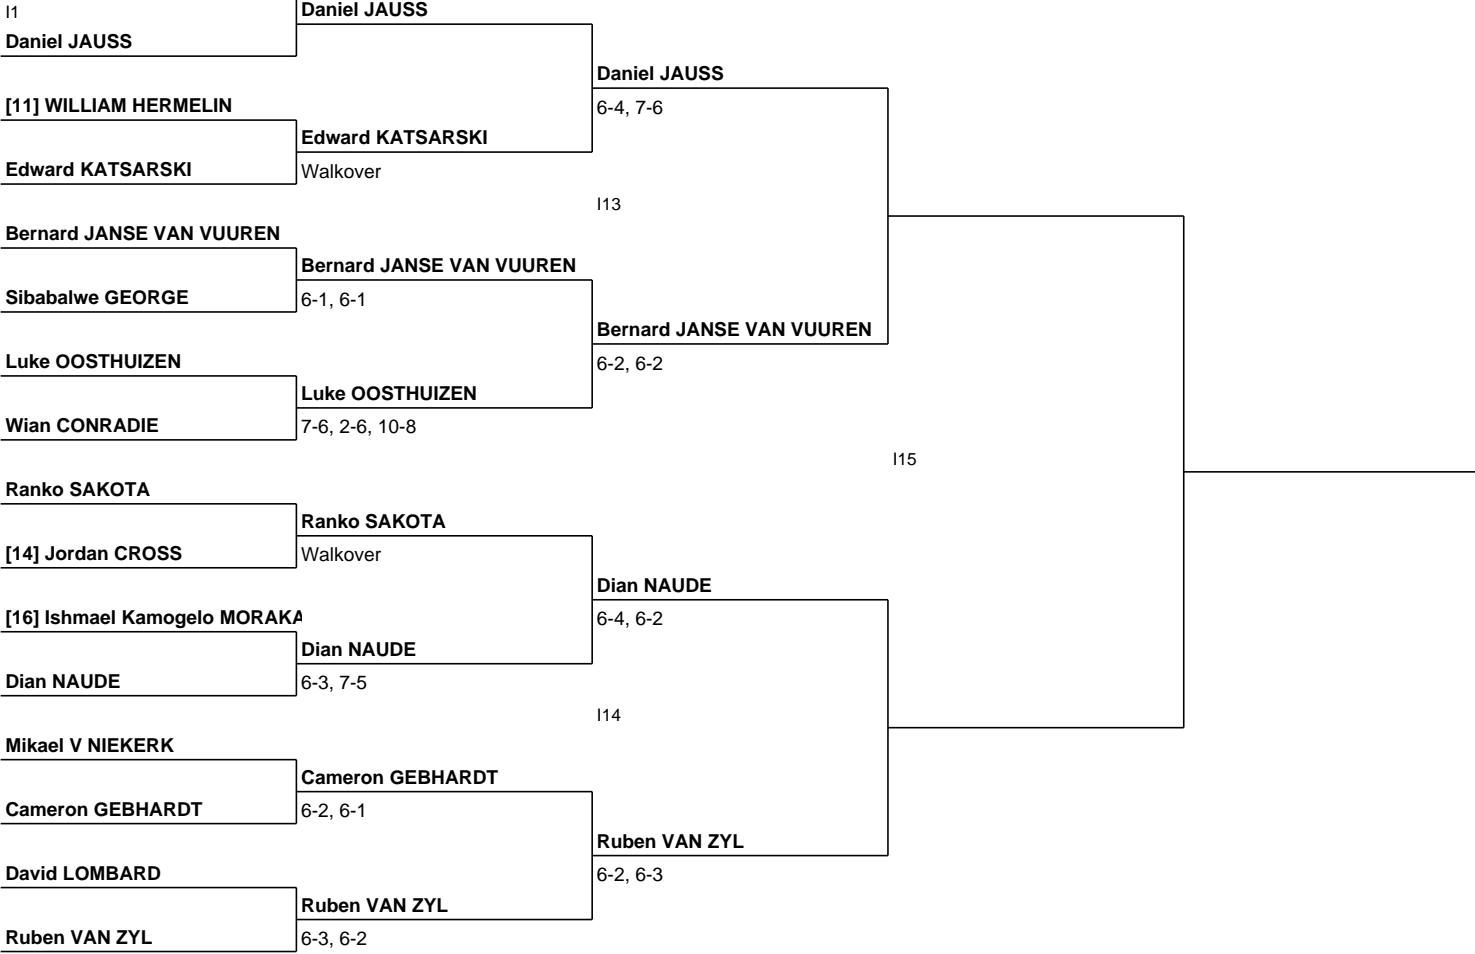 I1
Daniel JAUSS
Daniel JAUSS
Daniel JAUSS
6-4, 7-6
[11] WILLIAM HERMELIN
Edward KATSARSKI
Edward KATSARSKI
Walkover
I13
Bernard JANSE VAN VUUREN
Bernard JANSE VAN VUUREN
Sibabalwe GEORGE
6-1, 6-1
Bernard JANSE VAN VUUREN
6-2, 6-2
Luke OOSTHUIZEN
Luke OOSTHUIZEN
Wian CONRADIE
7-6, 2-6, 10-8
I15
Ranko SAKOTA
Ranko SAKOTA
[14] Jordan CROSS
Walkover
Dian NAUDE
6-4, 6-2
[16] Ishmael Kamogelo MORAKA
Dian NAUDE
Dian NAUDE
6-3, 7-5
I14
Mikael V NIEKERK
Cameron GEBHARDT
Cameron GEBHARDT
6-2, 6-1
Ruben VAN ZYL
6-2, 6-3
David LOMBARD
Ruben VAN ZYL
Ruben VAN ZYL
6-3, 6-2